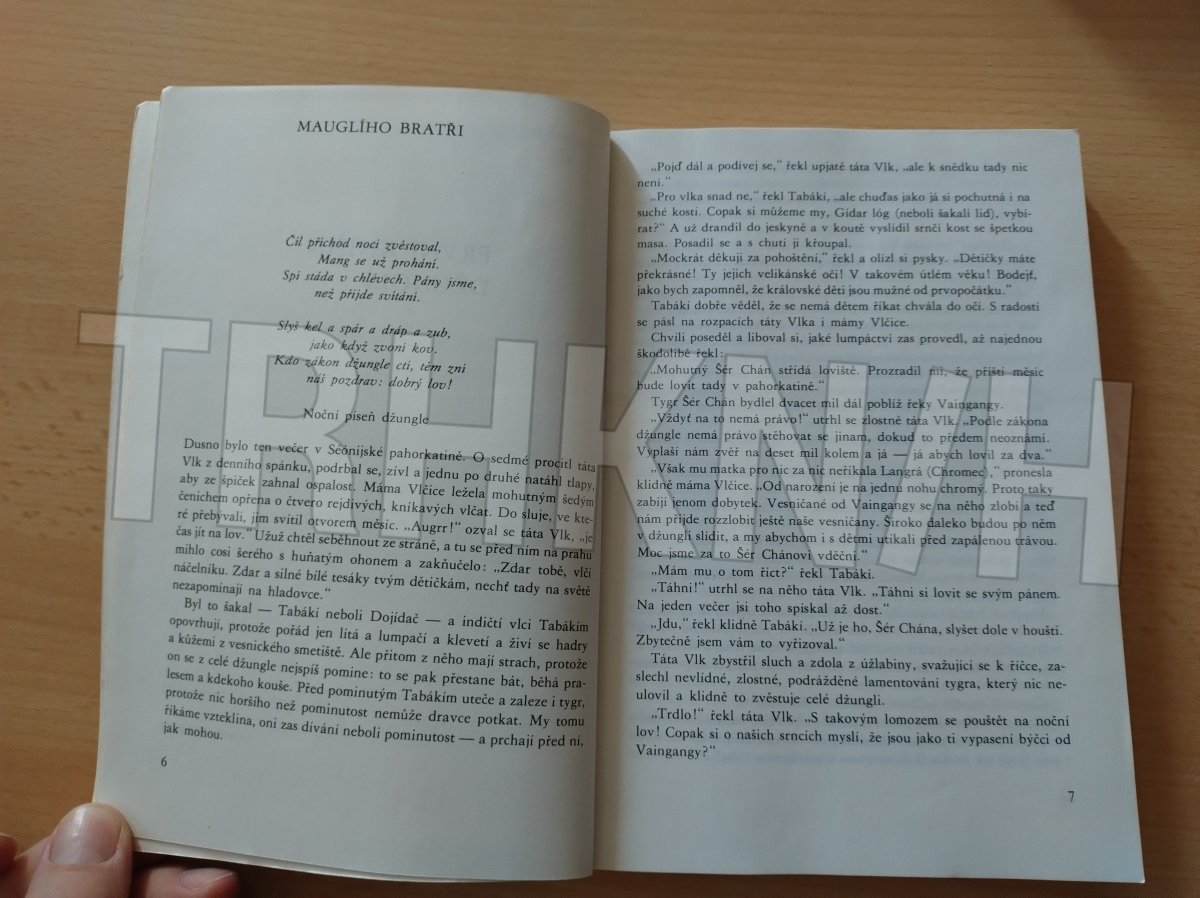 MAUGLÍHO BRATŘI
Čil příchod noci zvěstoval,
Mang se už prohání.
Spí stáda v chlévech. Pány jsme,
než přijde svítání.
Slyš kel a spár a dráp a zub,
jako když zvoní kov.
Kdo zákon džungle ctí, těm zní
náš pozdrav: dobrý lov!
Noční píseň džungle
Dusno bylo ten večer v Séónijské pahorkatině. O sedmé procitl táta
Vlk z denního spánku, podrbal se, zívl a jednu po druhé natáhl tlapy,
aby ze špiček zahnal ospalost. Máma Vlčice ležela mohutným šedým
čenichem opřena o čtvero rejdivých, kníkavých vlčat. Do sluje, ve kte-
ré přebývali, jim svítil otvorem měsíc. „Augrr!“ ozval se táta Vlk, „je
čas jít na lov.“ Užuž chtěl seběhnout ze stráně, a tu se před ním na prahu
mihlo cosi šerého s huňatým ohonem a zakňučelo: „Zdar tobě, vlčí
náčelníku. Zdar a silné bílé tesáky tvým dětičkám, nechť tady na světě
nezapomínají na hladovce.“
Byl to šakal — Tabákí neboli Dojídač — a indičtí vlci Tabákím
opovrhují, protože pořád jen lítá a lumpačí a klevetí a živí se hadry
a kůžemi z vesnického smetiště. Ale přitom z něho mají strach, protože
on se z celé džungle nejspíš pomine: to se pak přestane bát, běhá pra-
lesem a kdekoho kouše. Před pominutým Tabákím uteče a zaleze i tygr,
protože nic horšího než pominutost nemůže dravce potkat. My tomu
říkáme vzteklina, oni zas dívání neboli pominutost — a prchají před ní,
jak mohou.
6
„Pojď dál a podívej se,“ řekl upjatě táta Vlk, „ale k snědku tady nic
není.“
„Pro vlka snad ne,“ řekl Tabákí, „ale chuďas jako já si pochutná i na
suché kosti. Copak si můžeme my, Gídar lóg (neboli šakalí lid), vybí-
rat?“ A už drandil do jeskyně a v koutě vyslídil srnčí kost se špetkou
masa. Posadil se a s chutí ji křoupal.
„Mockrát děkuji za pohoštění,“ řekl a olízl si pysky. „Dětičky máte
překrásné! Ty jejich velikánské oči! V takovém útlém věku! Bodejť,
jako bych zapomněl, že královské děti jsou mužné od prvopočátku.“
Tabákí dobře věděl, že se nemá dětem říkat chvála do očí. S radostí
se pásl na rozpacích táty Vlka i mámy Vlčice.
Chvíli poseděl a liboval si, jaké lumpáctví zas provedl, až najednou
škodolibě řekl:
„Mohutný Šér Chán střídá loviště. Prozradil mi, že příští měsíc
bude lovit tady v pahorkatině.“
Tygr Šér Chán bydlel dvacet mil dál poblíž řeky Vaingangy.
„Vždyť na to nemá právo!“ utrhl se zlostně táta Vlk. „Podle zákona
džungle nemá právo stěhovat se jinam, dokud to předem neoznámí.
Vyplaší nám zvěř na deset mil kolem a já — já abych lovil za dva.“
„Však mu matka pro nic za nic neříkala Langrá (Chromec),“ pronesla
klidně máma Vlčice. „Od narození je na jednu nohu chromý. Proto taky
zabíjí jenom dobytek. Vesničané od Vaingangy se na něho zlobí a teď
nám přijde rozzlobit ještě naše vesničany. Široko daleko budou po něm
v džungli slídit, a my abychom i s dětmi utíkali před zapálenou trávou.
Moc jsme za to Šér Chánovi vděční.“
„Mám mu o tom říct?“ řekl Tabákí.
„Táhni!“ utrhl se na něho táta Vlk. „Táhni si lovit se svým pánem.
Na jeden večer jsi toho spískal až dost.“
„Jdu,“ řekl klidně Tabákí. „Už je ho, Šér Chána, slyšet dole v houští.
Zbytečně jsem vám to vyřizoval.“
Táta Vlk zbystřil sluch a zdola z úžlabiny, svažující se k říčce, za-
slechl nevlídné, zlostné, podrážděné lamentování tygra, který nic ne-
ulovil a klidně to zvěstuje celé džungli.
„Trdlo!“ řekl táta Vlk. „S takovým lomozem se pouštět na noční
lov! Copak si o našich srncích myslí, že jsou jako ti vypasení býčci od
Vaingangy?“
7
TRHKNIH